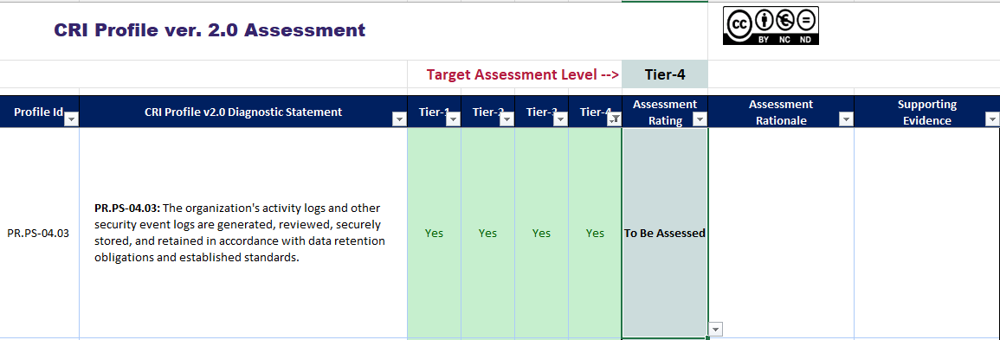 CRI Profile ver. 2.0 Assessment
cc
BY NC ND
Target Assessment Level --> Tier-4
Profile Id
CRI Profile v2.0 Diagnostic Statement
Tier-1
Tier-2
Tier-3
Tier-4
Assessment
Rating
Assessment
Rationale
Supporting
Evidence
PR.PS-04.03
PR.PS-04.03: The organization's activity logs and other
security event logs are generated, reviewed, securely
stored, and retained in accordance with data retention
obligations and established standards.
Yes
Yes
Yes
Yes
To Be Assessed